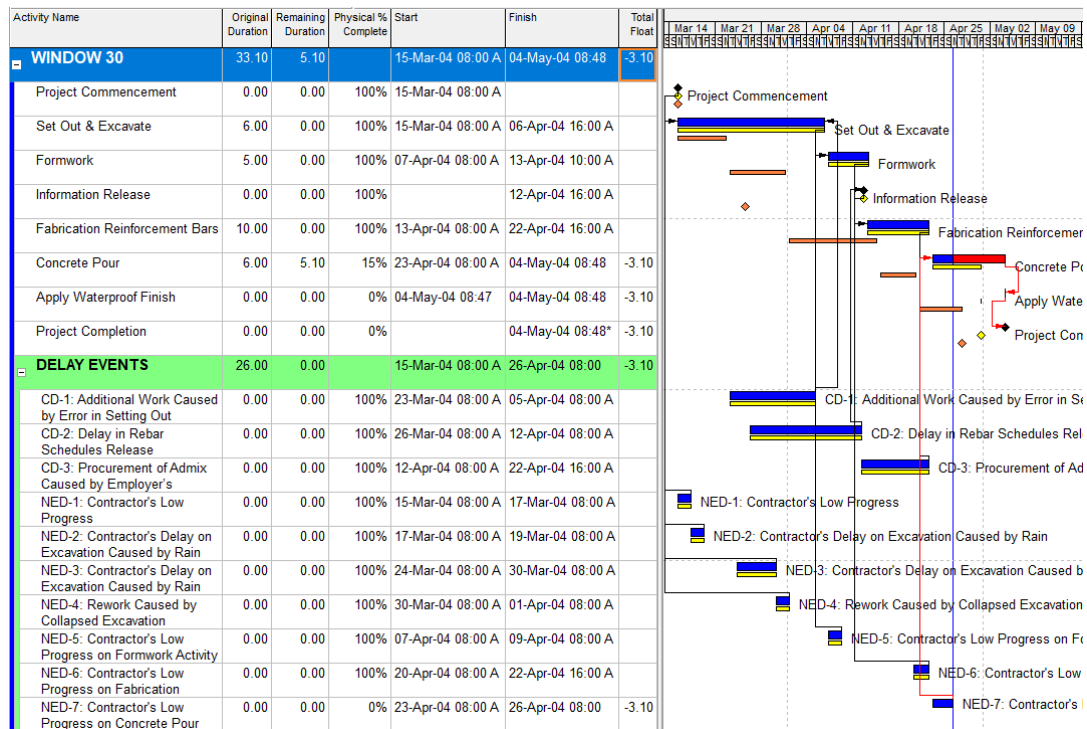 Activity Name Original Remaining Physical % Start Finish Total
Duration Duration Complete Float
Mar 14 Mar 21 Mar 28 Apr 04 Apr 11 Apr 18 Apr 25 May 02 May 09
WINDOW 30 33.10 5.10 15-Mar-04 08:00 A 04-May-04 08:48 -3.10
Project Commencement 0.00 0.00 100% 15-Mar-04 08:00 A Project Commencement
Set Out & Excavate 6.00 0.00 100% 15-Mar-04 08:00 A 06-Apr-04 16:00 A Set Out & Excavate
Formwork 5.00 0.00 100% 07-Apr-04 08:00 A 13-Apr-04 10:00 A Formwork
Information Release 0.00 0.00 100% 12-Apr-04 16:00 A Information Release
Fabrication Reinforcement Bars 10.00 0.00 100% 13-Apr-04 08:00 A 22-Apr-04 16:00 A Fabrication Reinforcemer
Concrete Pour 6.00 5.10 15% 23-Apr-04 08:00 A 04-May-04 08:48 -3.10 Concrete Po
Apply Waterproof Finish 0.00 0.00 0% 04-May-04 08:47 04-May-04 08:48 -3.10 Apply Wate
Project Completion 0.00 0.00 0% 04-May-04 08:48* -3.10 Project Com
DELAY EVENTS 26.00 0.00 15-Mar-04 08:00 A 26-Apr-04 08:00 -3.10
CD-1: Additional Work Caused 0.00 0.00 100% 23-Mar-04 08:00 A 05-Apr-04 08:00 A CD-1: Additional Work Caused by Error in Se
by Error in Setting Out
CD-2: Delay in Rebar 0.00 0.00 100% 26-Mar-04 08:00 A 12-Apr-04 08:00 A CD-2: Delay in Rebar Schedules Rel
Schedules Release
CD-3: Procurement of Admix 0.00 0.00 100% 12-Apr-04 08:00 A 22-Apr-04 16:00 A CD-3: Procurement of Ad
Caused by Employer's
NED-1: Contractor's Low 0.00 0.00 100% 15-Mar-04 08:00 A 17-Mar-04 08:00 A NED-1: Contractor's Low Progress
Progress
NED-2: Contractor's Delay on 0.00 0.00 100% 17-Mar-04 08:00 A 19-Mar-04 08:00 A NED-2: Contractor's Delay on Excavation Caused by Rain
Excavation Caused by Rain
NED-3: Contractor's Delay on 0.00 0.00 100% 24-Mar-04 08:00 A 30-Mar-04 08:00 A NED-3: Contractor's Delay on Excavation Caused b
Excavation Caused by Rain
NED-4: Rework Caused by 0.00 0.00 100% 30-Mar-04 08:00 A 01-Apr-04 08:00 A NED-4: Rework Caused by Collapsed Excavation
Collapsed Excavation
NED-5: Contractor's Low 0.00 0.00 100% 07-Apr-04 08:00 A 09-Apr-04 08:00 A NED-5: Contractor's Low Progress on Fo
Progress on Formwork Activity
NED-6: Contractor's Low 0.00 0.00 100% 20-Apr-04 08:00 A 22-Apr-04 16:00 A NED-6: Contractor's Low
Progress on Fabrication
NED-7: Contractor's Low 0.00 0.00 0% 23-Apr-04 08:00 A 26-Apr-04 08:00 -3.10 NED-7: Contractor's
Progress on Concrete Pour